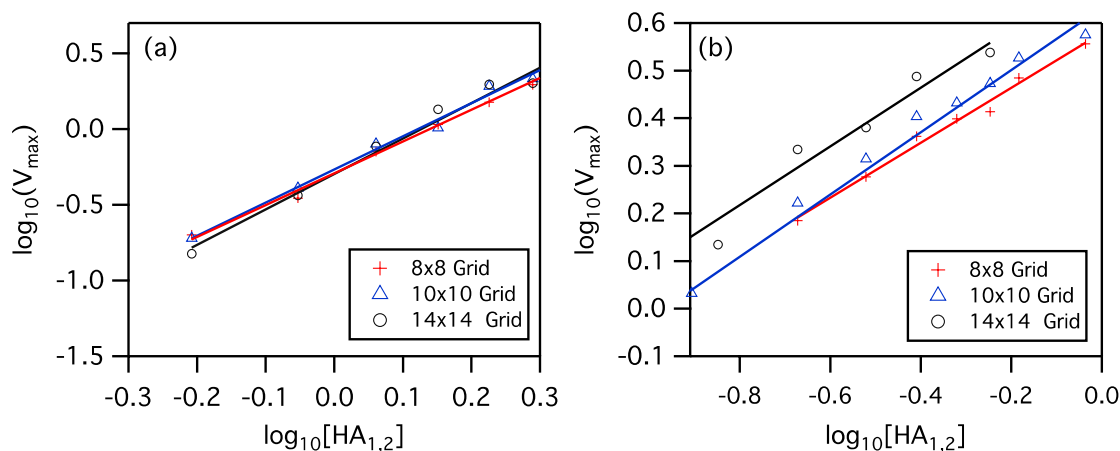 (a)
log₁₀(Vₘₐₓ)
0.5
0.0
-0.5
-1.0
-1.5
-0.3 -0.2 -0.1 0.0 0.1 0.2 0.3
log₁₀[HA₁,₂]
8x8 Grid
10x10 Grid
14x14 Grid
(b)
log₁₀(Vₘₐₓ)
0.6
0.5
0.4
0.3
0.2
0.1
0.0
-0.1
-0.8 -0.6 -0.4 -0.2 0.0
log₁₀[HA₁,₂]
8x8 Grid
10x10 Grid
14x14 Grid